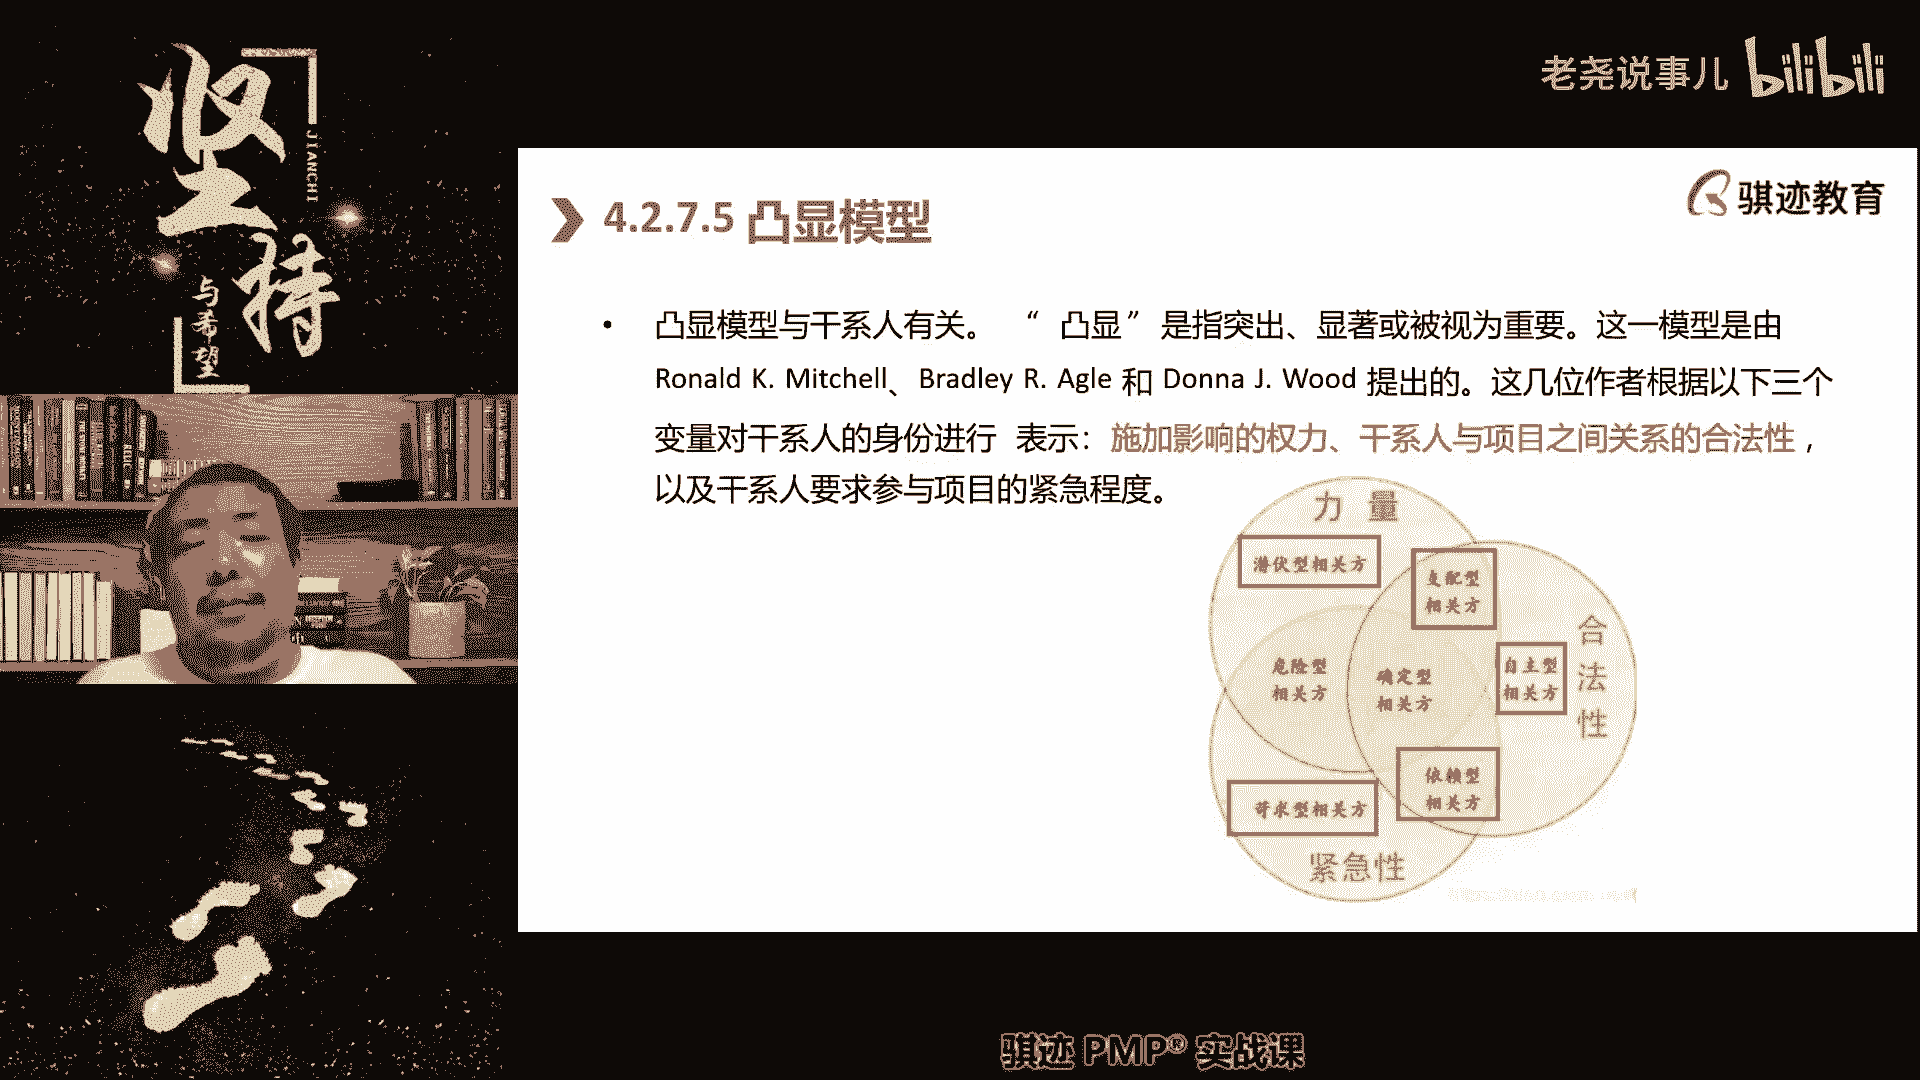 坚持
JIANCHI
与希望
老尧说事儿 bilibili
骐迹教育
4.2.7.5 凸显模型
• 凸显模型与干系人有关。 “ 凸显” 是指突出、显著或被视为重要。这一模型是由
Ronald K. Mitchell、Bradley R. Agle 和 Donna J. Wood 提出的。这几位作者根据以下三个
变量对干系人的身份进行 表示：施加影响的权力、干系人与项目之间关系的合法性，
以及干系人要求参与项目的紧急程度。
力 量
潜伏型相关方
支配型
相关方
合
法
性
危险型
相关方
确定型
相关方
自主型
相关方
依赖型
相关方
苛求型相关方
紧急性
骐迹 PMP® 实战课